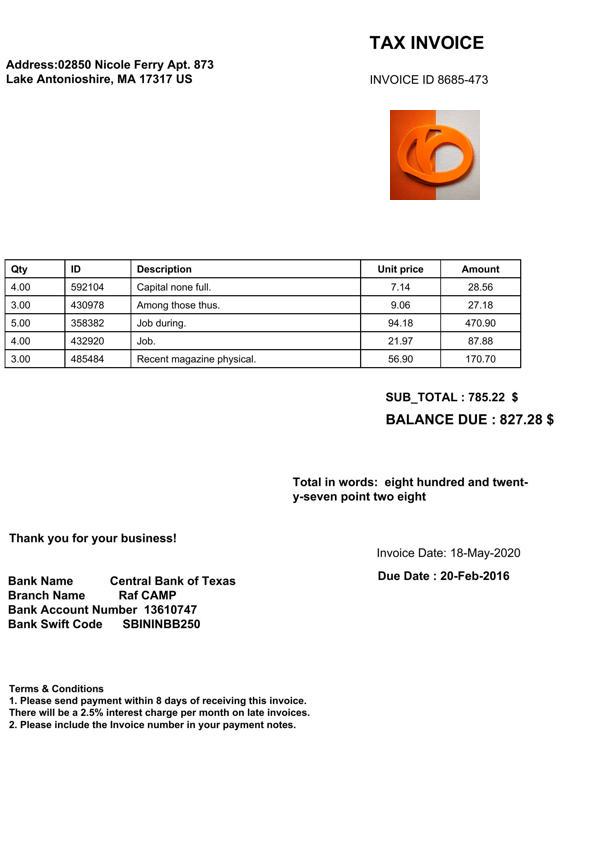 TAX INVOICE
Address:02850 Nicole Ferry Apt. 873
Lake Antonioshire, MA 17317 US
INVOICE ID 8685-473
Qty ID Description Unit price Amount
4.00 592104 Capital none full. 7.14 28.56
3.00 430978 Among those thus. 9.06 27.18
5.00 358382 Job during. 94.18 470.90
4.00 432920 Job. 21.97 87.88
3.00 485484 Recent magazine physical. 56.90 170.70
SUB_TOTAL : 785.22 $
BALANCE DUE : 827.28 $
Total in words: eight hundred and twent-
y-seven point two eight
Thank you for your business!
Invoice Date: 18-May-2020
Due Date : 20-Feb-2016
Bank Name Central Bank of Texas
Branch Name Raf CAMP
Bank Account Number 13610747
Bank Swift Code SBININBB250
Terms & Conditions
1. Please send payment within 8 days of receiving this invoice.
There will be a 2.5% interest charge per month on late invoices.
2. Please include the Invoice number in your payment notes.